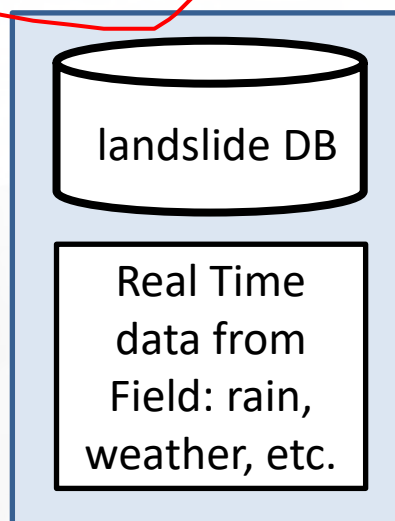 landslide DB
Real Time
data from
Field: rain,
weather, etc.